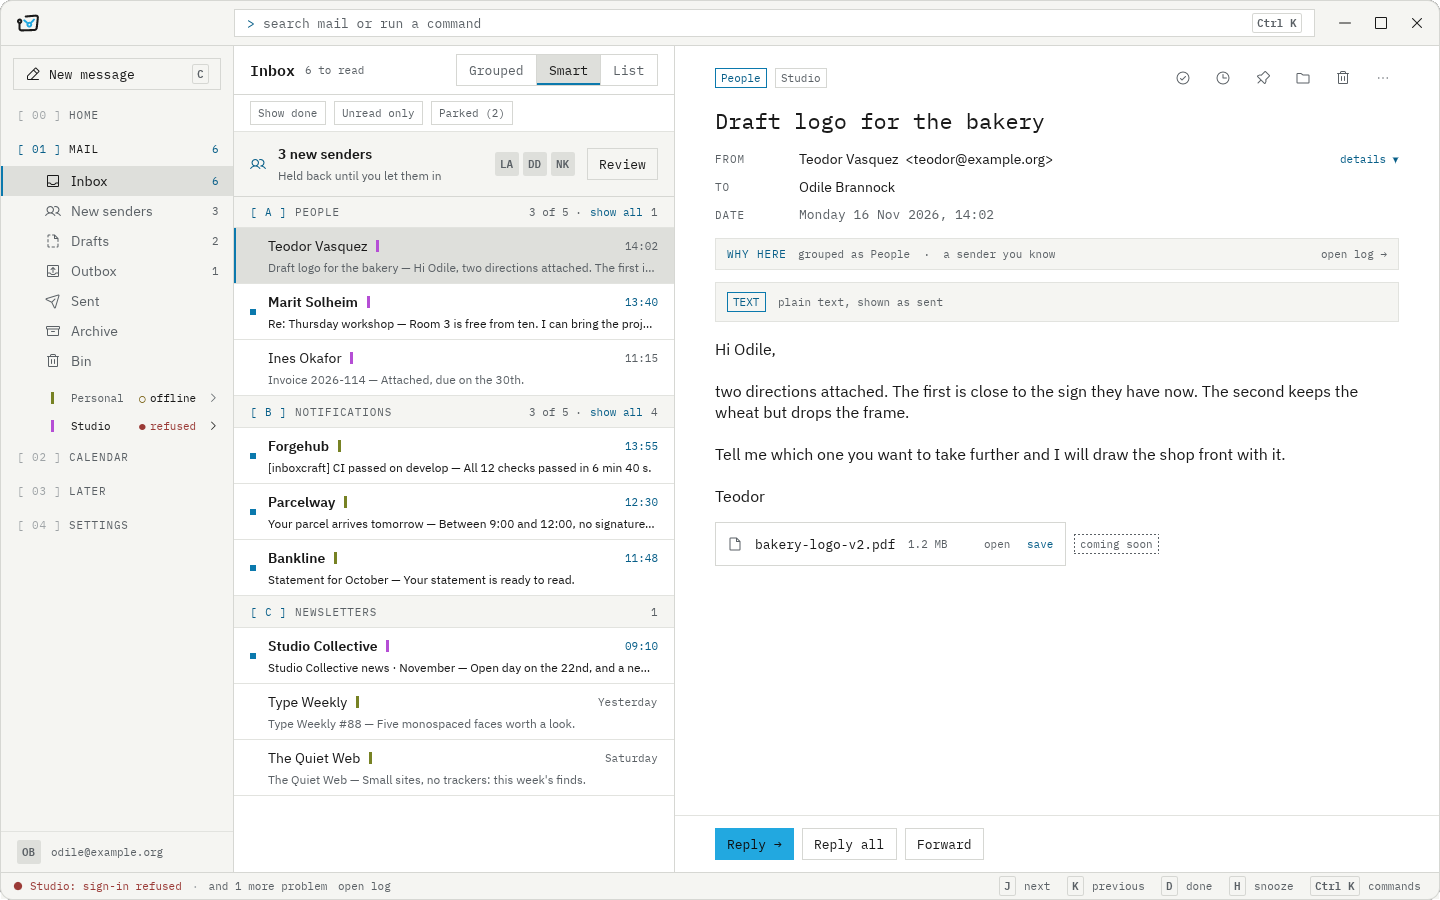 > search mail or run a command Ctrl K
New message C
[ 00 ] HOME
[ 01 ] MAIL 6
Inbox 6
New senders 3
Drafts 2
Outbox 1
Sent
Archive
Bin
Personal offline
Studio refused
[ 02 ] CALENDAR
[ 03 ] LATER
[ 04 ] SETTINGS
OB odile@example.org
Inbox 6 to read Grouped Smart List
Show done Unread only Parked (2)
3 new senders
Held back until you let them in
LA DD NK Review
[ A ] PEOPLE 3 of 5 · show all 1
Teodor Vasquez 14:02
Draft logo for the bakery — Hi Odile, two directions attached. The first i…
Marit Solheim 13:40
Re: Thursday workshop — Room 3 is free from ten. I can bring the proj…
Ines Okafor 11:15
Invoice 2026-114 — Attached, due on the 30th.
[ B ] NOTIFICATIONS 3 of 5 · show all 4
Forgehub 13:55
[inboxcraft] CI passed on develop — All 12 checks passed in 6 min 40 s.
Parcelway 12:30
Your parcel arrives tomorrow — Between 9:00 and 12:00, no signature…
Bankline 11:48
Statement for October — Your statement is ready to read.
[ C ] NEWSLETTERS 1
Studio Collective 09:10
Studio Collective news · November — Open day on the 22nd, and a ne…
Type Weekly Yesterday
Type Weekly #88 — Five monospaced faces worth a look.
The Quiet Web Saturday
The Quiet Web — Small sites, no trackers: this week's finds.
People Studio
Draft logo for the bakery
FROM Teodor Vasquez <teodor@example.org> details ▾
TO Odile Brannock
DATE Monday 16 Nov 2026, 14:02
WHY HERE grouped as People · a sender you know open log →
TEXT plain text, shown as sent
Hi Odile,
two directions attached. The first is close to the sign they have now. The second keeps the
wheat but drops the frame.
Tell me which one you want to take further and I will draw the shop front with it.
Teodor
bakery-logo-v2.pdf 1.2 MB open save coming soon
Reply → Reply all Forward
Studio: sign-in refused · and 1 more problem open log
J next K previous D done H snooze Ctrl K commands